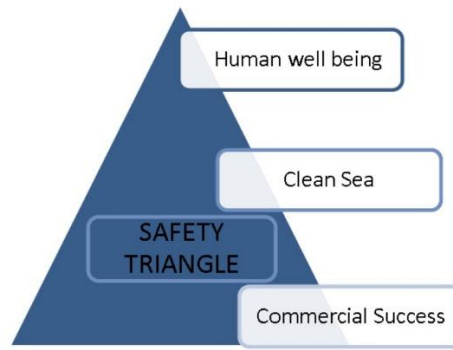 Human well being
Clean Sea
SAFETY
TRIANGLE
Commercial Success